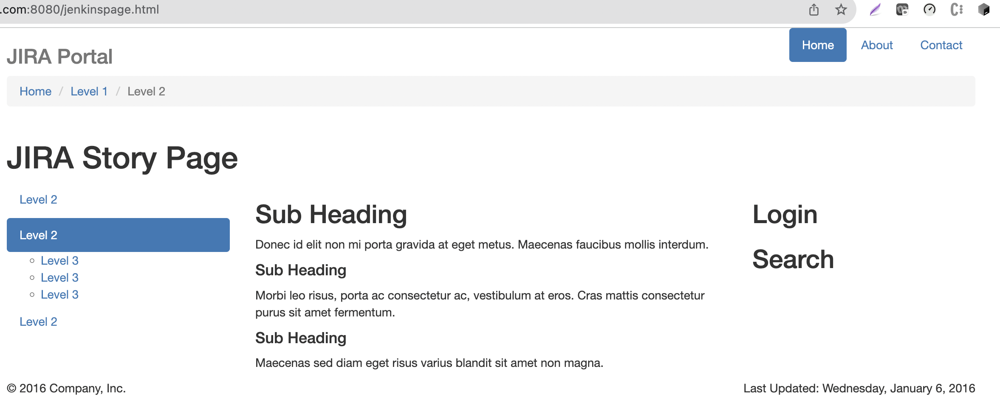 .com:8080/jenkinspage.html
JIRA Portal
Home About Contact
Home / Level 1 / Level 2
JIRA Story Page
Level 2
Level 2
Level 3
Level 3
Level 3
Level 2
Sub Heading
Donec id elit non mi porta gravida at eget metus. Maecenas faucibus mollis interdum.
Sub Heading
Morbi leo risus, porta ac consectetur ac, vestibulum at eros. Cras mattis consectetur
purus sit amet fermentum.
Sub Heading
Maecenas sed diam eget risus varius blandit sit amet non magna.
Login
Search
© 2016 Company, Inc.
Last Updated: Wednesday, January 6, 2016